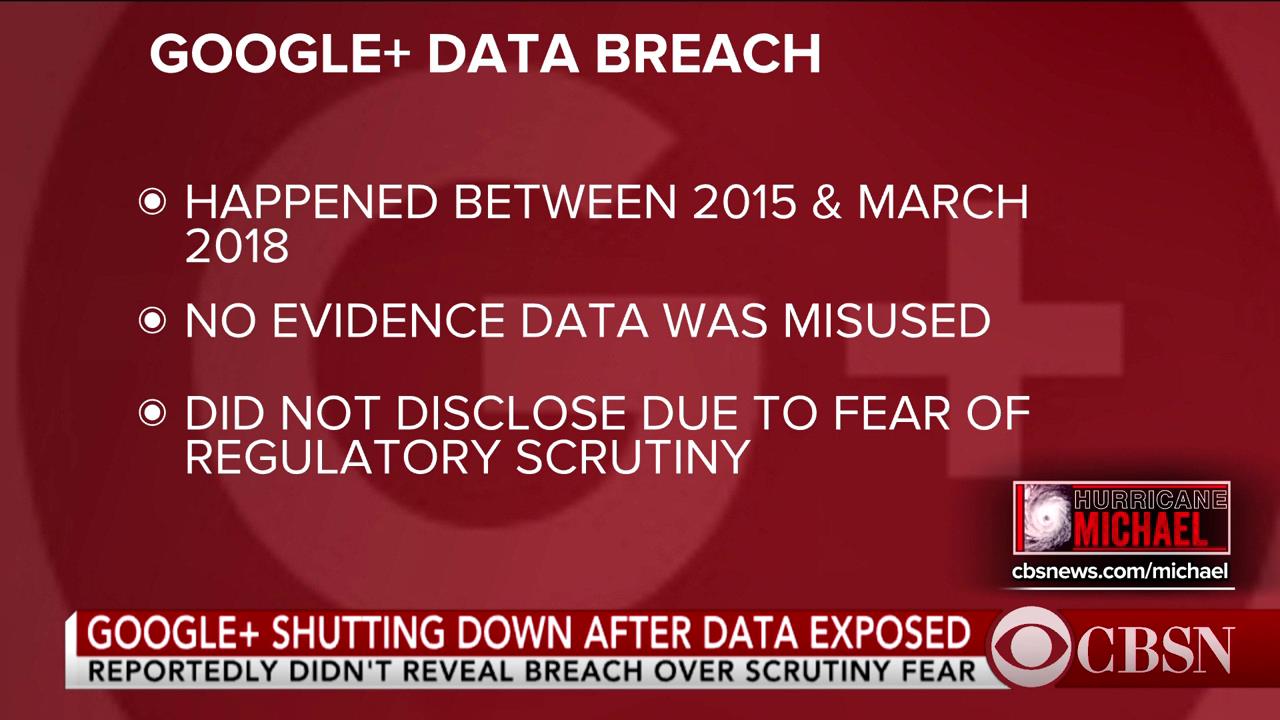 GOOGLE+ DATA BREACH
HAPPENED BETWEEN 2015 & MARCH
2018
NO EVIDENCE DATA WAS MISUSED
DID NOT DISCLOSE DUE TO FEAR OF
REGULATORY SCRUTINY
HURRICANE
MICHAEL
cbsnews.com/michael
GOOGLE+ SHUTTING DOWN AFTER DATA EXPOSED
REPORTEDLY DIDN'T REVEAL BREACH OVER SCRUTINY FEAR
CBSN